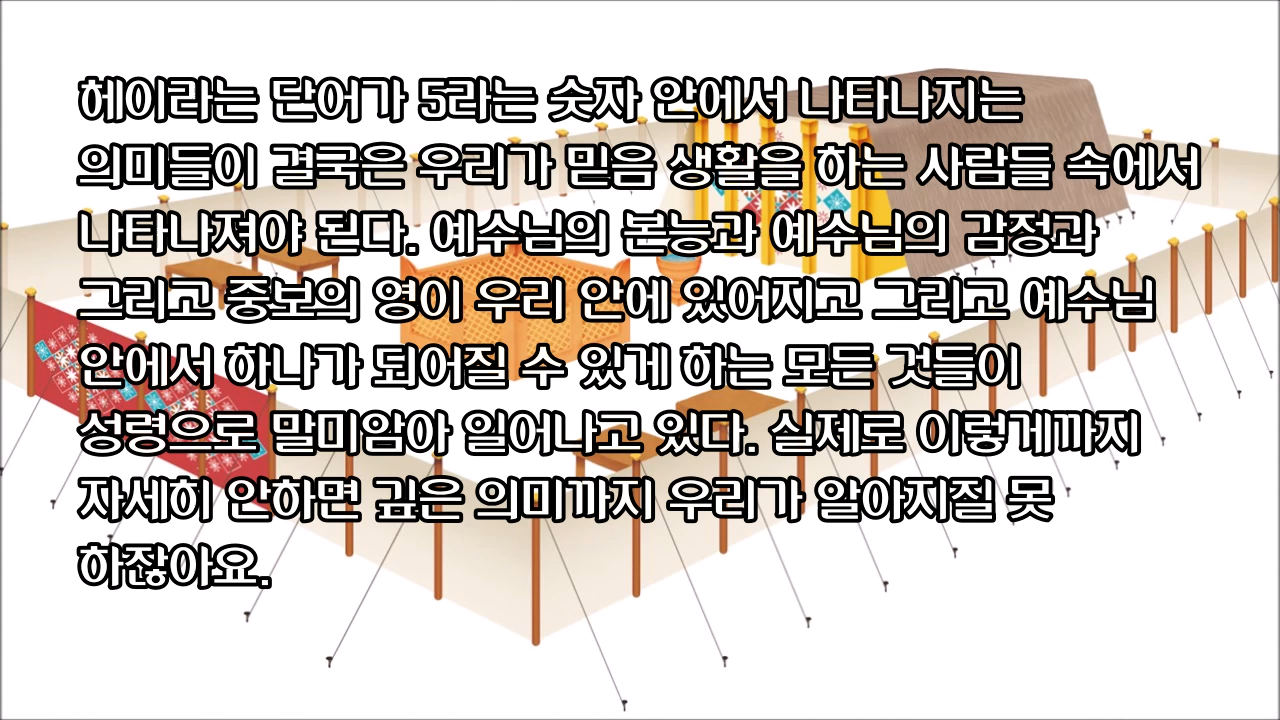 헤이라는 단어가 5라는 숫자 안에서 나타나지는
의미들이 결국은 우리가 믿음 생활을 하는 사람들 속에서
나타나져야 된다. 예수님의 본능과 예수님의 감정과
그리고 중보의 영이 우리 안에 있어지고 그리고 예수님
안에서 하나가 되어질 수 있게 하는 모든 것들이
성령으로 말미암아 일어나고 있다. 실제로 이렇게까지
자세히 안하면 깊은 의미까지 우리가 알아지질 못
하잖아요.